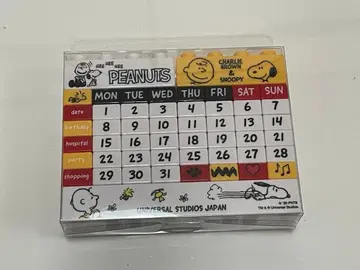 PEANUTS
CHARLIE
BROWN
&
SNOOPY
MON TUE WED THU FRI SAT SUN
date 1 2 3 4 5 6 7
birthday 8 9 10 11 12 13 14
hospital 15 16 17 18 19 20 21
party 22 23 24 25 26 27 28
shopping 29 30 31
UNIVERSAL STUDIOS JAPAN